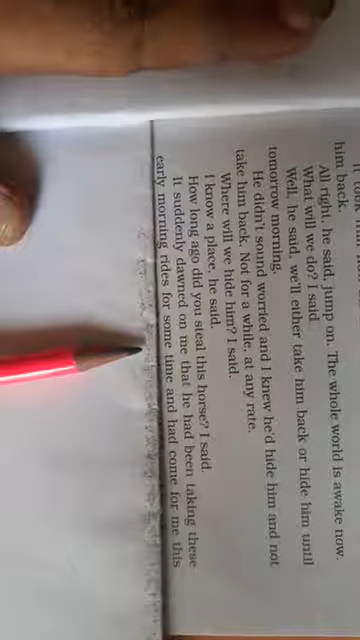 him back.
All right, he said, jump on. The whole world is awake now.
What will we do? I said.
Well, he said, we'll either take him back or hide him until
tomorrow morning.
He didn't sound worried and I knew he'd hide him and not
take him back. Not for a while, at any rate.
Where will we hide him? I said.
I know a place, he said.
How long ago did you steal this horse? I said.
It suddenly dawned on me that he had been taking these
early morning rides for some time and had come for me this